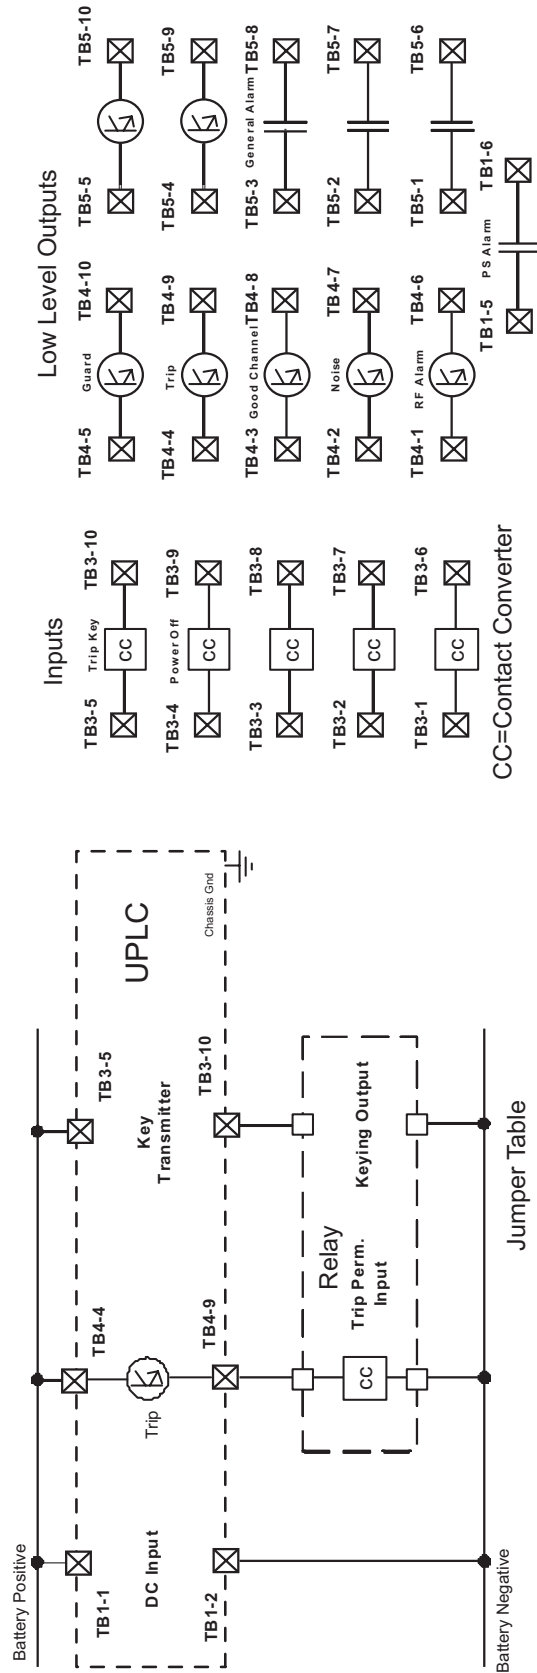 Battery Positive
TB1-1
DC Input
TB1-2
Battery Negative
TB4-4
Trip
TB4-9
TB3-5
Key
Transmitter
TB3-10
UPLC
Chassis Gnd
Relay
Trip Perm.
Input
CC
Keying Output
Jumper Table
Inputs
TB3-5
Trip Key
CC
TB3-10
TB3-4
Power Off
CC
TB3-9
TB3-3
CC
TB3-8
TB3-2
CC
TB3-7
TB3-1
CC
TB3-6
CC=Contact Converter
Low Level Outputs
TB4-5
Guard
TB4-10
TB4-4
Trip
TB4-9
TB4-3
Good Channel
TB4-8
TB4-2
Noise
TB4-7
TB4-1
RF Alarm
TB4-6
TB5-5
TB5-10
TB5-4
TB5-9
TB5-3
General Alarm
TB5-8
TB5-2
TB5-7
TB5-1
TB5-6
TB1-5
PS Alarm
TB1-6